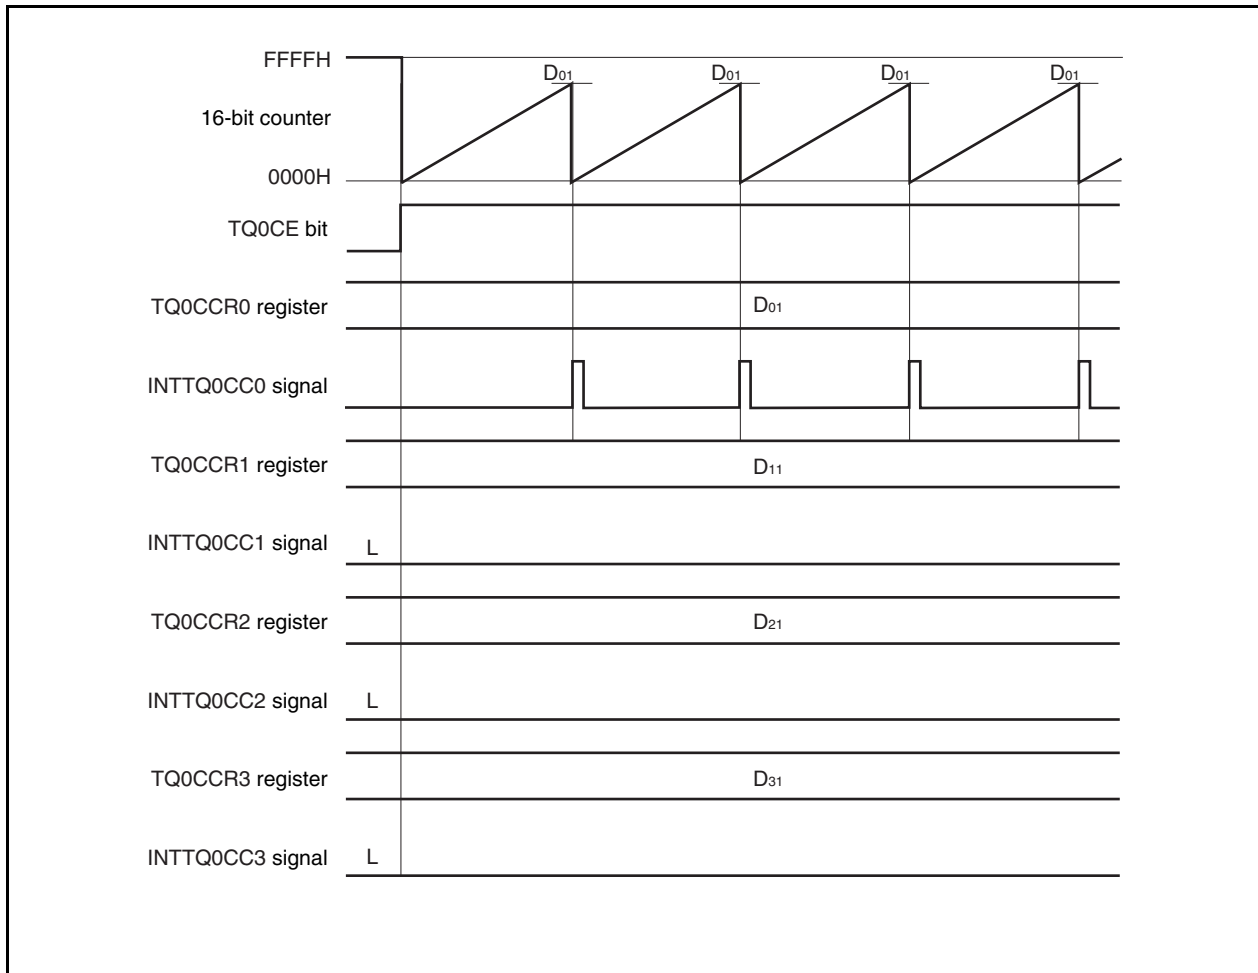 FFFFH
D01 D01 D01 D01
16-bit counter
0000H
TQ0CE bit
TQ0CCR0 register D01
INTTQ0CC0 signal
TQ0CCR1 register D11
INTTQ0CC1 signal L
TQ0CCR2 register D21
INTTQ0CC2 signal L
TQ0CCR3 register D31
INTTQ0CC3 signal L